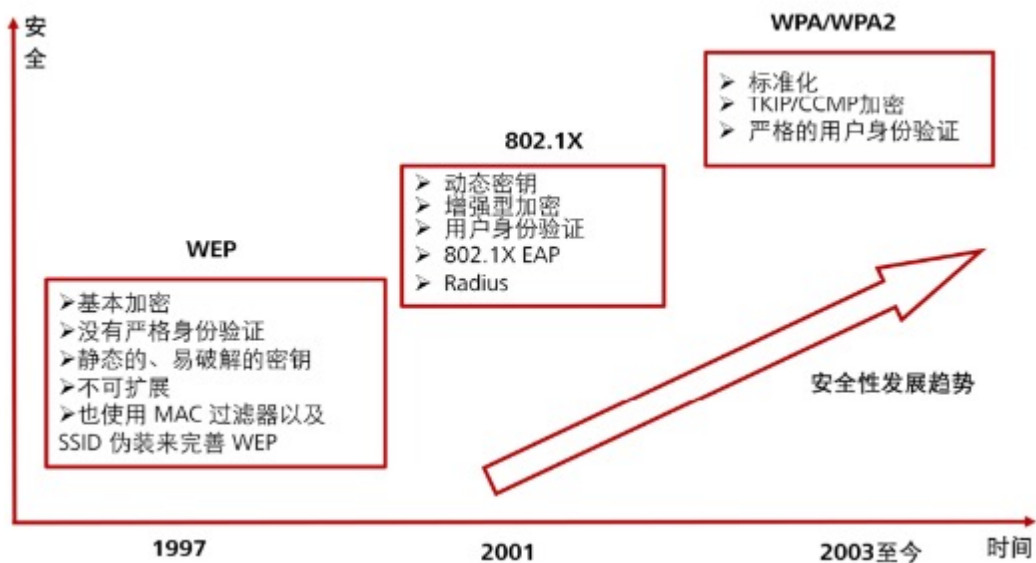 安
全
WPA/WPA2
➢ 标准化
➢ TKIP/CCMP加密
➢ 严格的用户身份验证
802.1X
➢ 动态密钥
➢ 增强型加密
➢ 用户身份验证
➢ 802.1X EAP
➢ Radius
WEP
➢基本加密
➢没有严格身份验证
➢静态的、易破解的密钥
➢不可扩展
➢也使用 MAC 过滤器以及
SSID 伪装来完善 WEP
安全性发展趋势
1997
2001
2003至今
时间